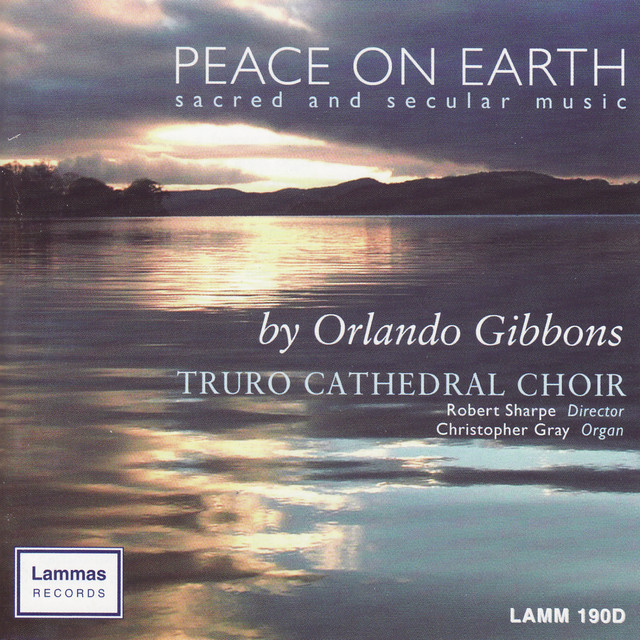 PEACE ON EARTH
sacred and secular music
by Orlando Gibbons
TRURO CATHEDRAL CHOIR
Robert Sharpe Director
Christopher Gray Organ
Lammas
RECORDS
LAMM 190D